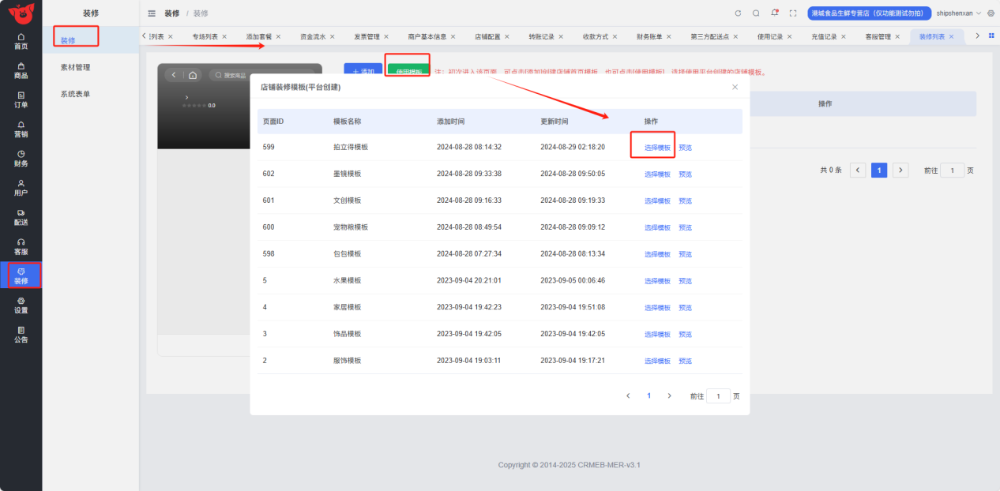 装修
装修 / 装修
港城食品生鲜专营店（仅功能测试勿拍）
shipshenxan
首页
商品
订单
营销
财务
用户
配送
客服
装修
设置
公告
装修
素材管理
系统表单
列表 × 专场列表 × 添加套餐 × 资金流水 × 发票管理 × 商户基本信息 × 店铺配置 × 转账记录 × 收款方式 × 财务账单 × 第三方配送点 × 使用记录 × 充值记录 × 客服管理 × 装修列表 ×
搜索商品
0.0
+ 添加
使用模板
注：初次进入该页面，可点击[添加]创建店铺首页模板，也可点击[使用模板]，选择使用平台创建的店铺模板。
操作
共 0 条 1 前往 1 页
店铺装修模板(平台创建)
页面ID 模板名称 添加时间 更新时间 操作
599 拍立得模板 2024-08-28 08:14:32 2024-08-29 02:18:20 选择模板 预览
602 墨镜模板 2024-08-28 09:33:38 2024-08-28 09:50:05 选择模板 预览
601 文创模板 2024-08-28 09:16:33 2024-08-28 09:19:33 选择模板 预览
600 宠物粮模板 2024-08-28 08:49:54 2024-08-28 09:09:12 选择模板 预览
598 包包模板 2024-08-28 07:27:34 2024-08-28 08:13:34 选择模板 预览
5 水果模板 2023-09-04 20:21:01 2023-09-05 00:06:46 选择模板 预览
4 家居模板 2023-09-04 19:42:23 2023-09-04 19:51:08 选择模板 预览
3 饰品模板 2023-09-04 19:42:05 2023-09-04 19:42:05 选择模板 预览
2 服饰模板 2023-09-04 19:03:11 2023-09-04 19:17:21 选择模板 预览
1 前往 1 页
Copyright © 2014-2025 CRMEB-MER-v3.1